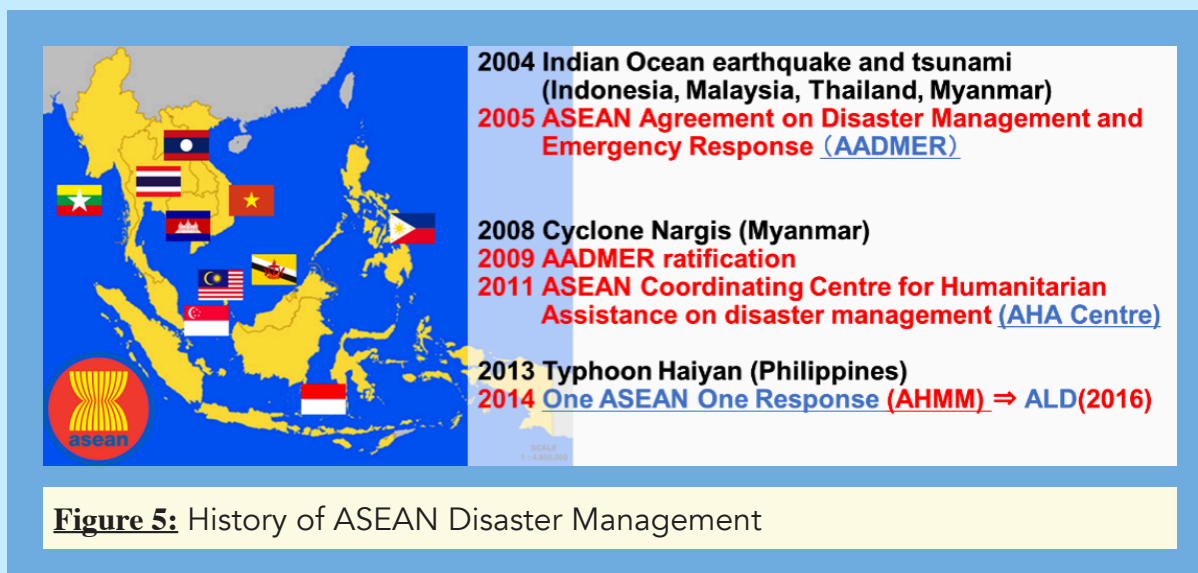 2004 Indian Ocean earthquake and tsunami
(Indonesia, Malaysia, Thailand, Myanmar)
2005 ASEAN Agreement on Disaster Management and
Emergency Response （AADMER）
2008 Cyclone Nargis (Myanmar)
2009 AADMER ratification
2011 ASEAN Coordinating Centre for Humanitarian
Assistance on disaster management (AHA Centre)
2013 Typhoon Haiyan (Philippines)
2014 One ASEAN One Response (AHMM) ⇒ ALD(2016)
asean
SCALE
Figure 5: History of ASEAN Disaster Management